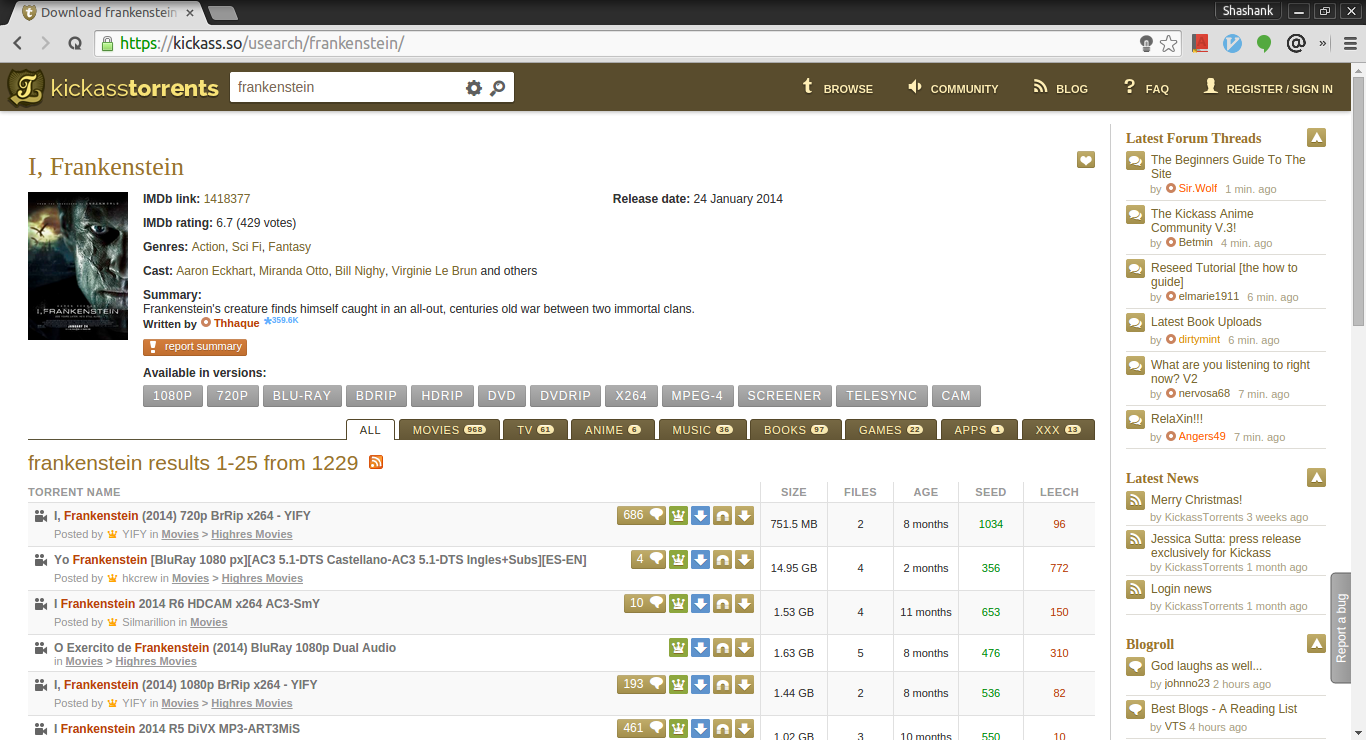 Download frankenstein
Shashank
https://kickass.so/usearch/frankenstein/
kickasstorrents
frankenstein
BROWSE
COMMUNITY
BLOG
FAQ
REGISTER / SIGN IN
I, Frankenstein
I, FRANKENSTEIN
IMDb link: 1418377
Release date: 24 January 2014
IMDb rating: 6.7 (429 votes)
Genres: Action, Sci Fi, Fantasy
Cast: Aaron Eckhart, Miranda Otto, Bill Nighy, Virginie Le Brun and others
Summary:
Frankenstein's creature finds himself caught in an all-out, centuries old war between two immortal clans.
Written by Thhaque 359.6K
report summary
Available in versions:
1080P 720P BLU-RAY BDRIP HDRIP DVD DVDRIP X264 MPEG-4 SCREENER TELESYNC CAM
ALL MOVIES 968 TV 61 ANIME 6 MUSIC 36 BOOKS 97 GAMES 22 APPS 1 XXX 13
frankenstein results 1-25 from 1229
TORRENT NAME SIZE FILES AGE SEED LEECH
I, Frankenstein (2014) 720p BrRip x264 - YIFY 686 751.5 MB 2 8 months 1034 96
Posted by YIFY in Movies > Highres Movies
Yo Frankenstein [BluRay 1080 px][AC3 5.1-DTS Castellano-AC3 5.1-DTS Ingles+Subs][ES-EN] 4 14.95 GB 4 2 months 356 772
Posted by hkcrew in Movies > Highres Movies
I Frankenstein 2014 R6 HDCAM x264 AC3-SmY 10 1.53 GB 4 11 months 653 150
Posted by Silmarillion in Movies
O Exercito de Frankenstein (2014) BluRay 1080p Dual Audio 1.63 GB 5 8 months 476 310
in Movies > Highres Movies
I, Frankenstein (2014) 1080p BrRip x264 - YIFY 193 1.44 GB 2 8 months 536 82
Posted by YIFY in Movies > Highres Movies
I Frankenstein 2014 R5 DiVX MP3-ART3MiS 461 1.02 GB 3 10 months 550 10
Latest Forum Threads
The Beginners Guide To The
Site
by Sir.Wolf 1 min. ago
The Kickass Anime
Community V.3!
by Betmin 4 min. ago
Reseed Tutorial [the how to
guide]
by elmarie1911 6 min. ago
Latest Book Uploads
by dirtymint 6 min. ago
What are you listening to right
now? V2
by nervosa68 7 min. ago
RelaXin!!!
by Angers49 7 min. ago
Latest News
Merry Christmas!
by KickassTorrents 3 weeks ago
Jessica Sutta: press release
exclusively for Kickass
by KickassTorrents 1 month ago
Login news
by KickassTorrents 1 month ago
Blogroll
God laughs as well...
by johnno23 2 hours ago
Best Blogs - A Reading List
by VTS 4 hours ago
Report a bug